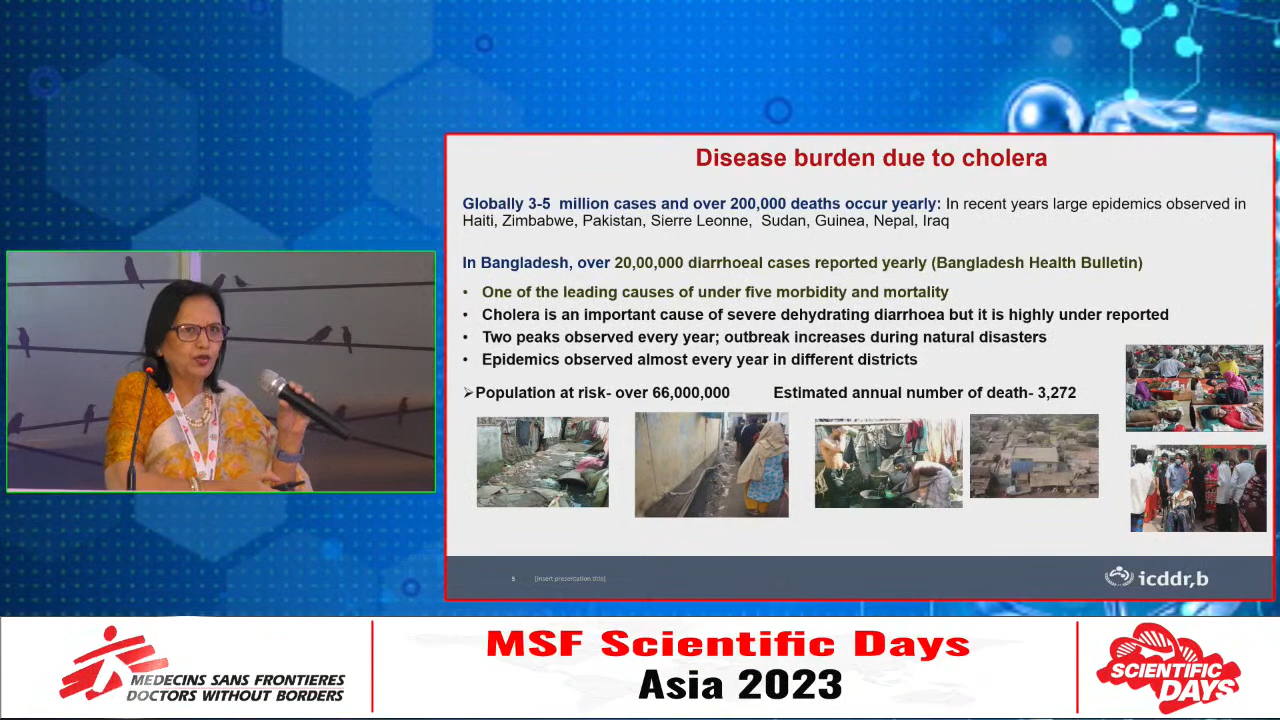 Disease burden due to cholera
Globally 3-5 million cases and over 200,000 deaths occur yearly: In recent years large epidemics observed in
Haiti, Zimbabwe, Pakistan, Sierre Leonne, Sudan, Guinea, Nepal, Iraq
In Bangladesh, over 20,00,000 diarrhoeal cases reported yearly (Bangladesh Health Bulletin)
• One of the leading causes of under five morbidity and mortality
• Cholera is an important cause of severe dehydrating diarrhoea but it is highly under reported
• Two peaks observed every year; outbreak increases during natural disasters
• Epidemics observed almost every year in different districts
➢Population at risk- over 66,000,000 Estimated annual number of death- 3,272
5 [insert presentation title]
icddr,b
MEDECINS SANS FRONTIERES
DOCTORS WITHOUT BORDERS
MSF Scientific Days
Asia 2023
SCIENTIFIC
DAYS